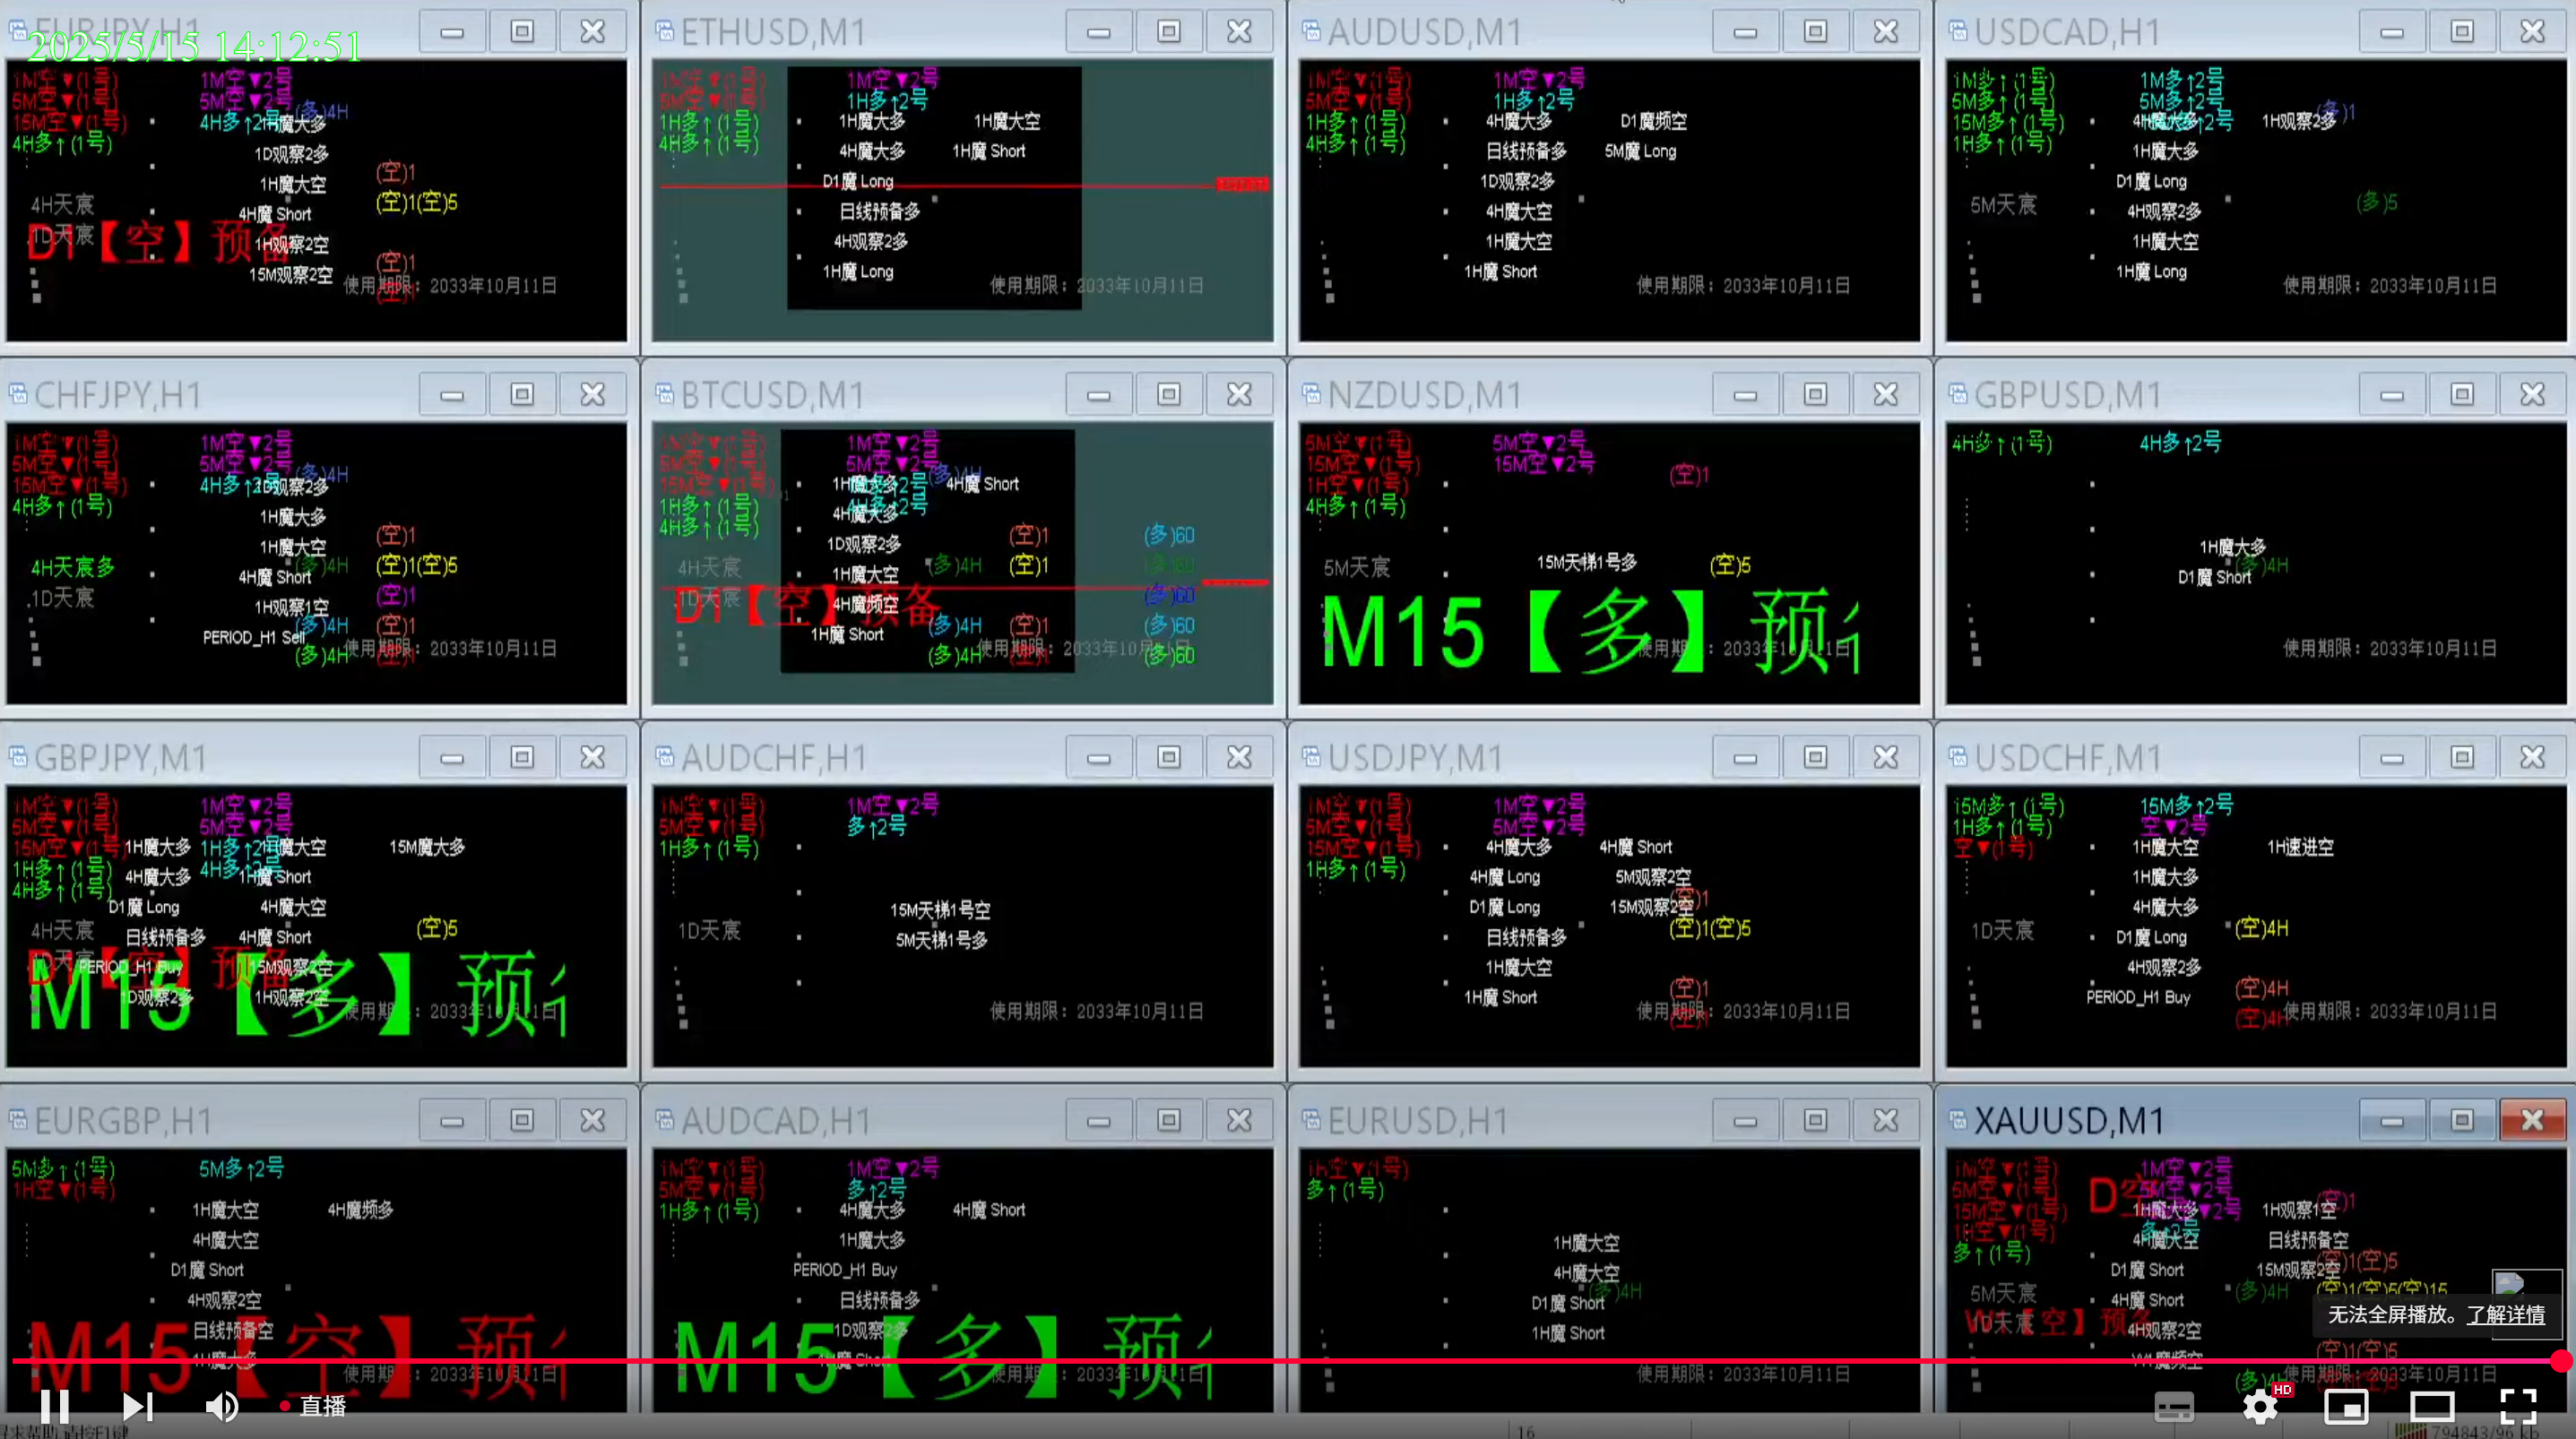 EURJPY,H1
2025/5/15 14:12:51
1M空▼(1号) 1M空▼2号
5M空▼(1号) 5M空▼2号 (多)4H
15M空▼(1号) 4H多↑2号 1H魔大多
4H多↑(1号)
1D观察2多
(空)1
1H魔大空
4H天宸 (空)1(空)5
4H魔 Short
1D天宸
D1【空】预备
1H观察2空
(空)1
15M观察2空
使用期限：2033年10月11日
ETHUSD,M1
1M空▼(1号) 1M空▼2号
5M空▼(1号) 1H多↑2号
1H多↑(1号) 1H魔大多 1H魔大空
4H多↑(1号) 4H魔大多 1H魔 Short
D1魔 Long
日线预备多
4H观察2多
1H魔 Long
使用期限：2033年10月11日
AUDUSD,M1
1M空▼(1号) 1M空▼2号
5M空▼(1号) 1H多↑2号
1H多↑(1号) 4H魔大多 D1魔频空
4H多↑(1号) 日线预备多 5M魔 Long
1D观察2多
4H魔大空
1H魔大空
1H魔 Short
使用期限：2033年10月11日
USDCAD,H1
1M多↑(1号) 1M多↑2号
5M多↑(1号) 5M多↑2号 (多)1
15M多↑(1号) 4H魔大多 1H观察2多
1H多↑(1号) 1H魔大多
D1魔 Long
5M天宸 4H观察2多 (多)5
1H魔大空
1H魔 Long
使用期限：2033年10月11日
CHFJPY,H1
1M空▼(1号) 1M空▼2号
5M空▼(1号) 5M空▼2号 (多)4H
15M空▼(1号) 4H多↑2号 1D观察2多
4H多↑(1号) 1H魔大多
(空)1
1H魔大空
4H天宸多 (多)4H (空)1(空)5
4H魔 Short
1D天宸 (空)1
1H观察1空
(多)4H (空)1
PERIOD_H1 Sell
(多)4H
使用期限：2033年10月11日
BTCUSD,M1
1M空▼(1号) 1M空▼2号
5M空▼(1号) 5M空▼2号 (多)4H
15M空▼(1号) 1H魔大多 4H魔 Short
1H多↑(1号) 4H魔大多
4H多↑(1号) (空)1 (多)60
1D观察2多
4H天宸 (多)4H (空)1 (多)60
1H魔大空
1D天宸 (多)60
D1【空】预备
4H魔频空
(多)4H (空)1 (多)60
1H魔 Short
(多)4H (多)60
使用期限：2033年10月11日
NZDUSD,M1
5M空▼(1号) 5M空▼2号
15M空▼(1号) 15M空▼2号
(空)1
1H空▼(1号)
4H多↑(1号)
5M天宸 15M天梯1号多 (空)5
M15【多】预
使用期 ：2033年10月11日
GBPUSD,M1
4H多↑(1号) 4H多↑2号
1H魔大多
(多)4H
D1魔 Short
使用期限：2033年10月11日
GBPJPY,M1
1M空▼(1号) 1M空▼2号
5M空▼(1号) 5M空▼2号
15M空▼(1号) 1H魔大多 1H多↑2号 1H魔大空 15M魔大多
1H多↑(1号) 4H魔大多 4H多↑2号 1H魔 Short
4H多↑(1号) D1魔 Long 4H魔大空
4H天宸 日线预备多 4H魔 Short (空)5
1D天宸 PERIOD_H1 Buy 15M观察2空
D1【空】预备
M15【多】预
1D观察2多 1H观察2空
使用 ：2033年10月11日
AUDCHF,H1
1M空▼(1号) 1M空▼2号
5M空▼(1号) 多↑2号
1H多↑(1号)
15M天梯1号空
1D天宸
5M天梯1号多
使用期限：2033年10月11日
USDJPY,M1
1M空▼(1号) 1M空▼2号
5M空▼(1号) 5M空▼2号
15M空▼(1号) 4H魔大多 4H魔 Short
1H多↑(1号) 4H魔 Long 5M观察2空
(空)1
D1魔 Long 15M观察2空
(空)1(空)5
日线预备多
1H魔大空
(空)1
1H魔 Short
使用期限：2033年10月11日
USDCHF,M1
15M多↑(1号) 15M多↑2号
1H多↑(1号) 空▼2号
空▼(1号) 1H魔大空 1H速进空
1H魔大多
4H魔大多
1D天宸 D1魔 Long (空)4H
4H观察2多
(空)4H
PERIOD_H1 Buy
(空)4H
使用期限：2033年10月11日
EURGBP,H1
5M多↑(1号) 5M多↑2号
1H空▼(1号)
1H魔大空 4H魔频多
4H魔大空
D1魔 Short
4H观察2空
日线预备空
M15【空】预
1H魔大多
使用期 ：2033年10月11日
AUDCAD,H1
1M空▼(1号) 1M空▼2号
5M空▼(1号) 多↑2号
1H多↑(1号) 4H魔大多 4H魔 Short
1H魔大多
PERIOD_H1 Buy
日线预备多
1D观察2多
M15【多】预
使用期 ：2033年10月11日
EURUSD,H1
1h空▼(1号)
多↑(1号)
1H魔大空
4H魔大空
(多)4H
D1魔 Short
1H魔 Short
使用期限：2033年10月11日
XAUUSD,M1
1M空▼(1号) 1M空▼2号
5M空▼(1号) D空 5M空▼2号
15M空▼(1号) 1H魔大多 1H观察1空 (空)1
1H空▼(1号) 多↑2号
多↑(1号) 4H魔大空 日线预备空
(空)1(空)5
D1魔 Short 15M观察2空
5M天宸 (多)4H (空)1(空)5(空)15
4H魔 Short
【空】预
4H观察2空
(空)1(空)5
W1魔频空
使用期限：2033年10月11日
无法全屏播放。了解详情
直播
HD
寻求帮助,请按F1键
16
794843/96 kb